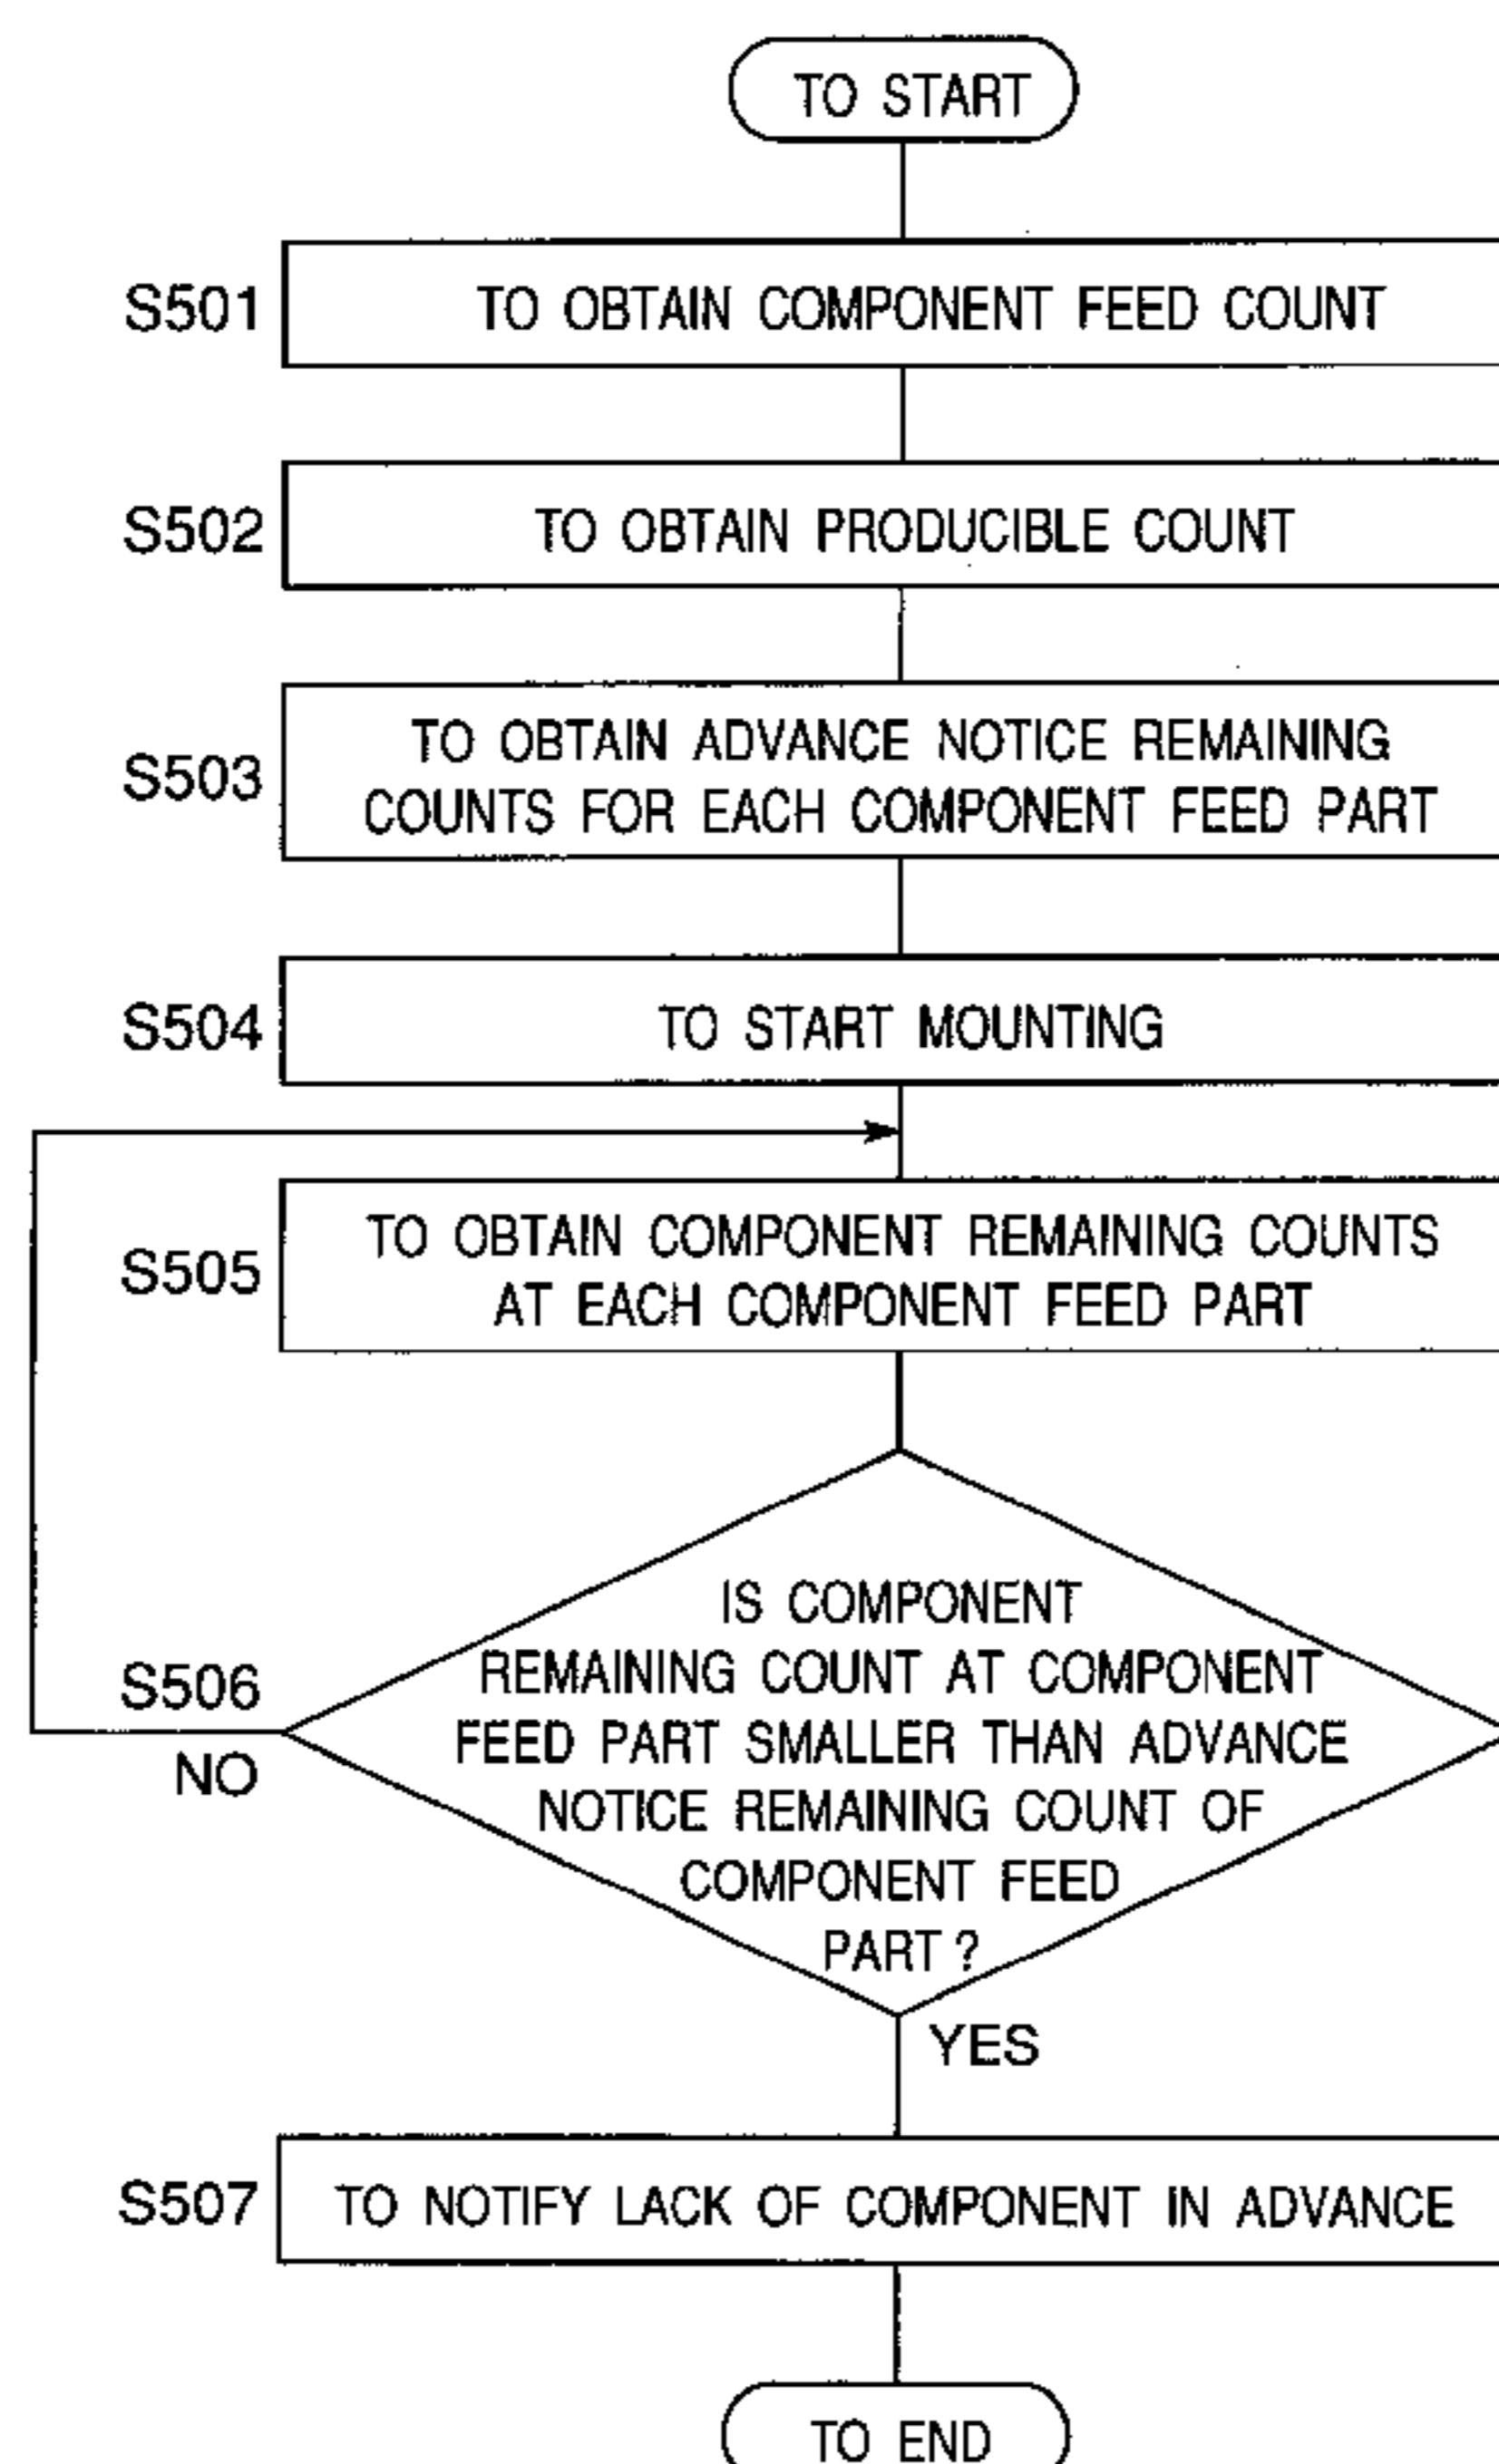 TO START
S501
TO OBTAIN COMPONENT FEED COUNT
S502
TO OBTAIN PRODUCIBLE COUNT
S503
TO OBTAIN ADVANCE NOTICE REMAINING
COUNTS FOR EACH COMPONENT FEED PART
S504
TO START MOUNTING
S505
TO OBTAIN COMPONENT REMAINING COUNTS
AT EACH COMPONENT FEED PART
S506
NO
IS COMPONENT
REMAINING COUNT AT COMPONENT
FEED PART SMALLER THAN ADVANCE
NOTICE REMAINING COUNT OF
COMPONENT FEED
PART?
YES
S507
TO NOTIFY LACK OF COMPONENT IN ADVANCE
TO END